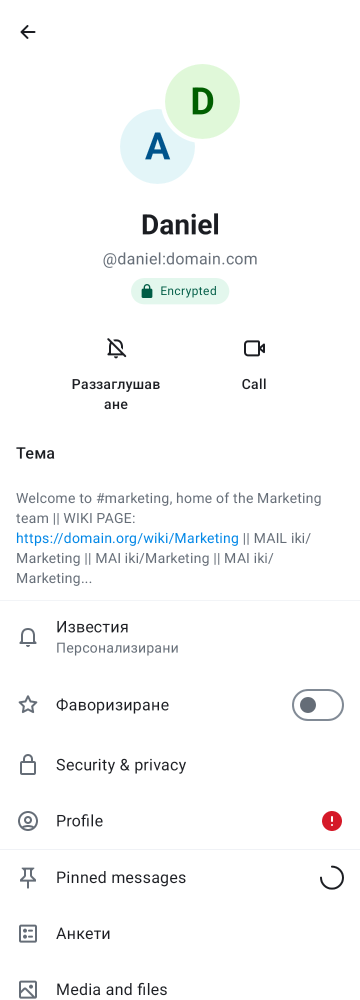 D
A
Daniel
@daniel:domain.com
Encrypted
Раззаглушав
ане
Call
Тема
Welcome to #marketing, home of the Marketing
team || WIKI PAGE:
https://domain.org/wiki/Marketing || MAIL iki/
Marketing || MAI iki/Marketing || MAI iki/
Marketing...
Известия
Персонализирани
Фаворизиране
Security & privacy
Profile
Pinned messages
Анкети
Media and files